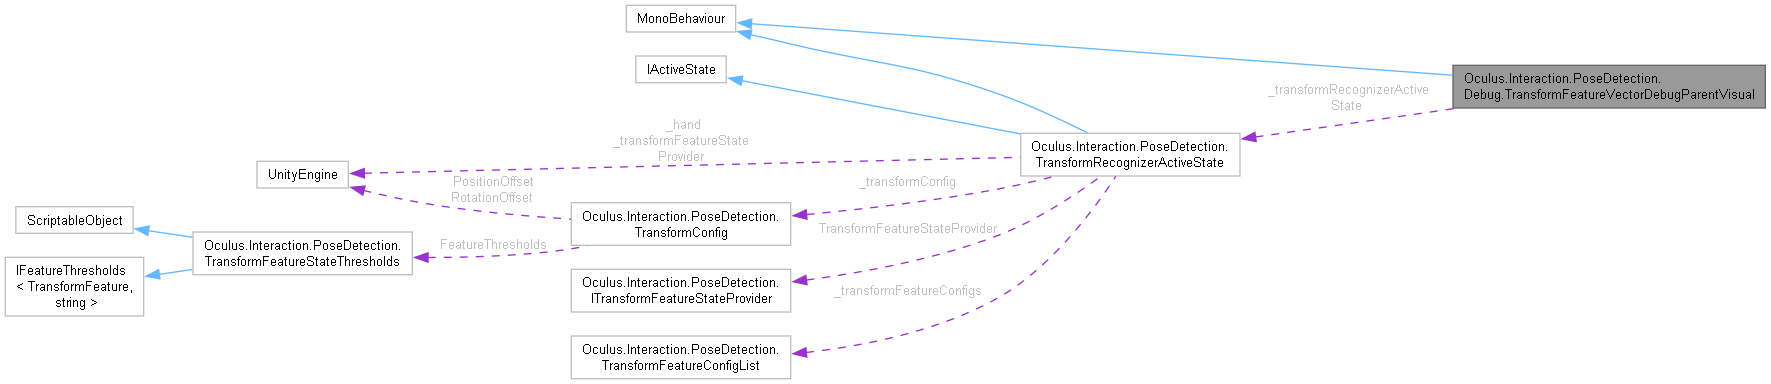 MonoBehaviour
IActiveState
Oculus.Interaction.PoseDetection.
Debug.TransformFeatureVectorDebugParentVisual
_transformRecognizerActive
State
_hand
_transformFeatureState
Provider
Oculus.Interaction.PoseDetection.
TransformRecognizerActiveState
UnityEngine
PositionOffset
RotationOffset
_transformConfig
ScriptableObject
Oculus.Interaction.PoseDetection.
TransformConfig
TransformFeatureStateProvider
Oculus.Interaction.PoseDetection.
TransformFeatureStateThresholds
FeatureThresholds
IFeatureThresholds
< TransformFeature,
string >
Oculus.Interaction.PoseDetection.
ITransformFeatureStateProvider
_transformFeatureConfigs
Oculus.Interaction.PoseDetection.
TransformFeatureConfigList